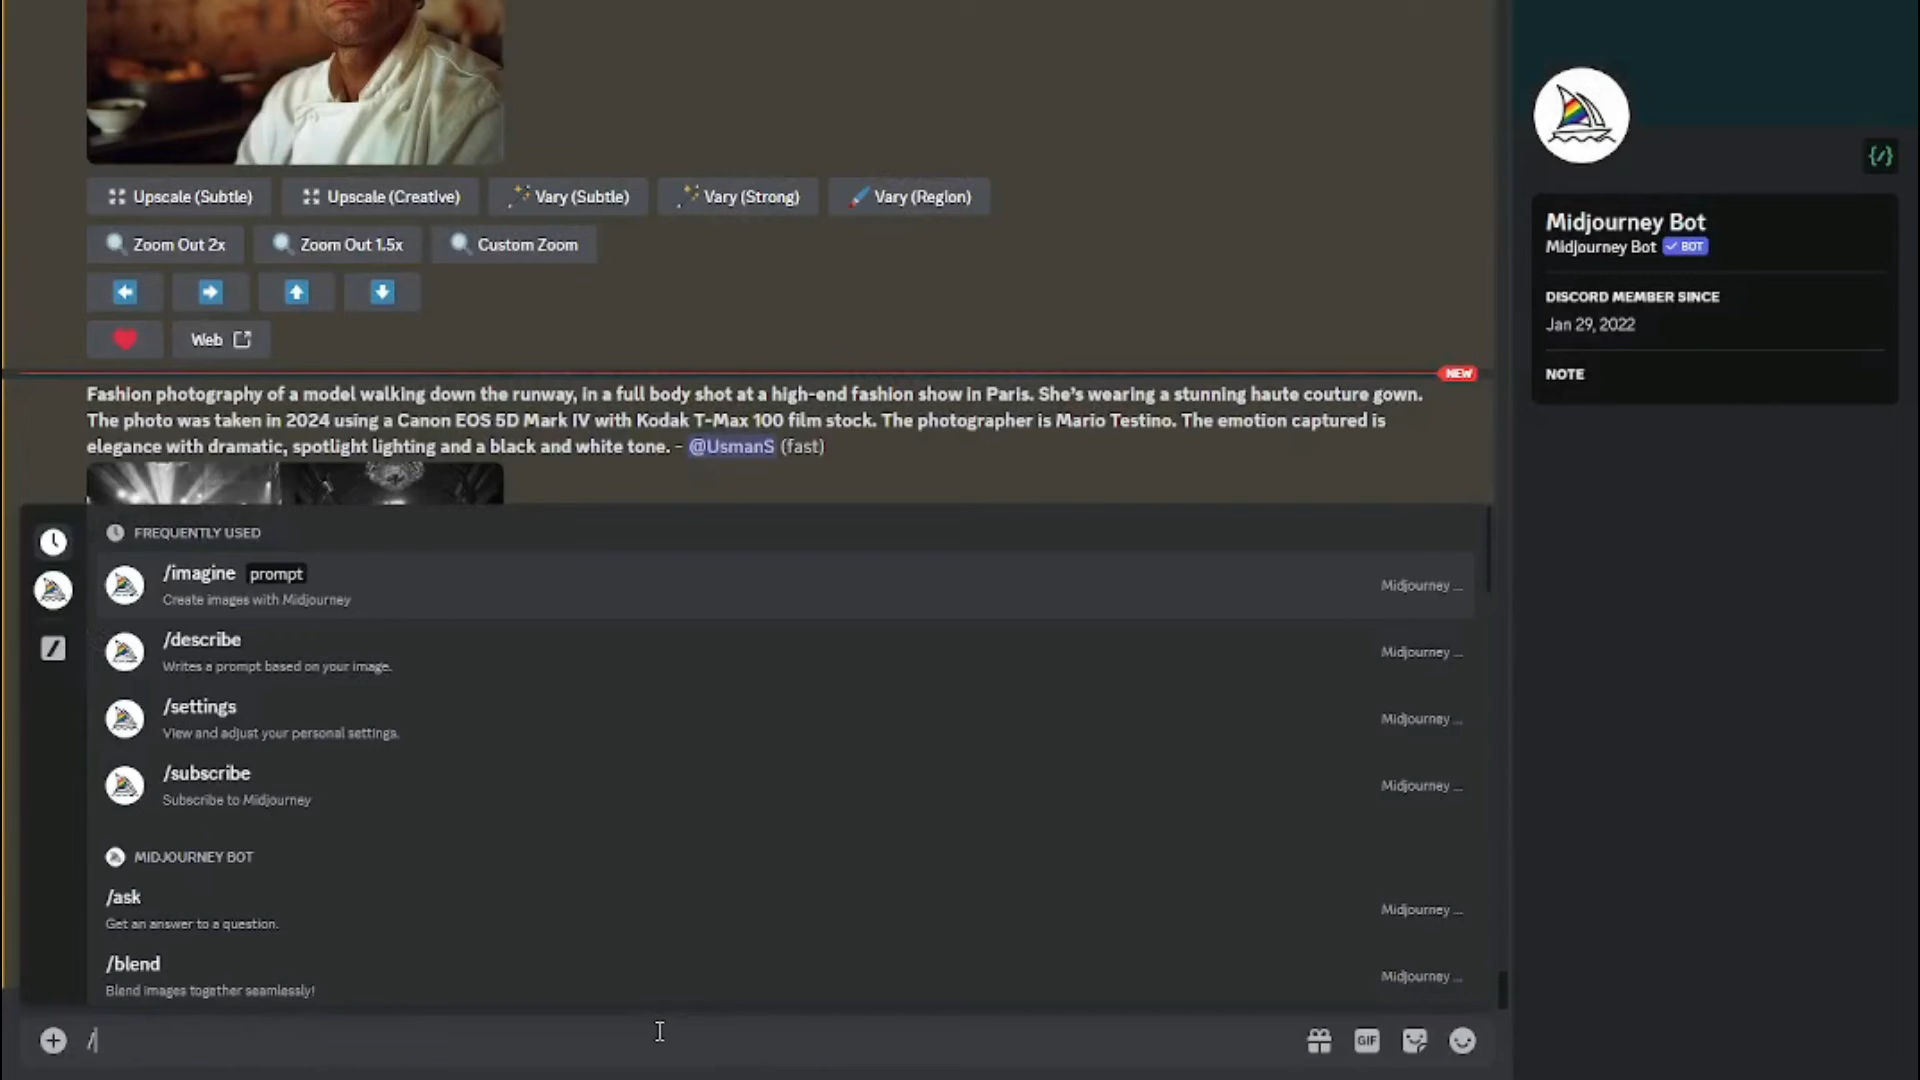 Upscale (Subtle) Upscale (Creative) Vary (Subtle) Vary (Strong) Vary (Region)
Zoom Out 2x Zoom Out 1.5x Custom Zoom
Web
NEW
Fashion photography of a model walking down the runway, in a full body shot at a high-end fashion show in Paris. She's wearing a stunning haute couture gown.
The photo was taken in 2024 using a Canon EOS 5D Mark IV with Kodak T-Max 100 film stock. The photographer is Mario Testino. The emotion captured is
elegance with dramatic, spotlight lighting and a black and white tone. - @UsmanS (fast)
FREQUENTLY USED
/imagine prompt
Create images with Midjourney
Midjourney ...
/describe
Writes a prompt based on your image.
Midjourney ...
/settings
View and adjust your personal settings.
Midjourney ...
/subscribe
Subscribe to Midjourney
Midjourney ...
MIDJOURNEY BOT
/ask
Get an answer to a question.
Midjourney ...
/blend
Blend images together seamlessly!
Midjourney ...
/
GIF
Midjourney Bot
Midjourney Bot BOT
DISCORD MEMBER SINCE
Jan 29, 2022
NOTE